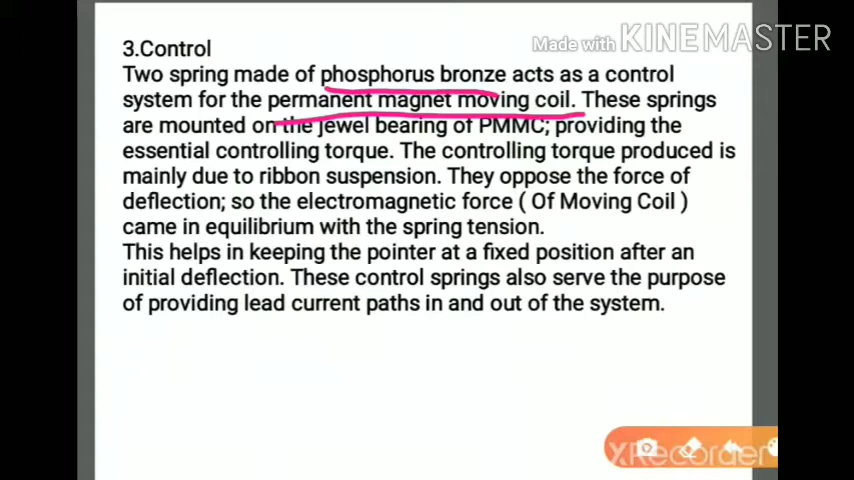 Made with KINEMASTER
3.Control
Two spring made of phosphorus bronze acts as a control
system for the permanent magnet moving coil. These springs
are mounted on the jewel bearing of PMMC; providing the
essential controlling torque. The controlling torque produced is
mainly due to ribbon suspension. They oppose the force of
deflection; so the electromagnetic force ( Of Moving Coil )
came in equilibrium with the spring tension.
This helps in keeping the pointer at a fixed position after an
initial deflection. These control springs also serve the purpose
of providing lead current paths in and out of the system.
XRecorder